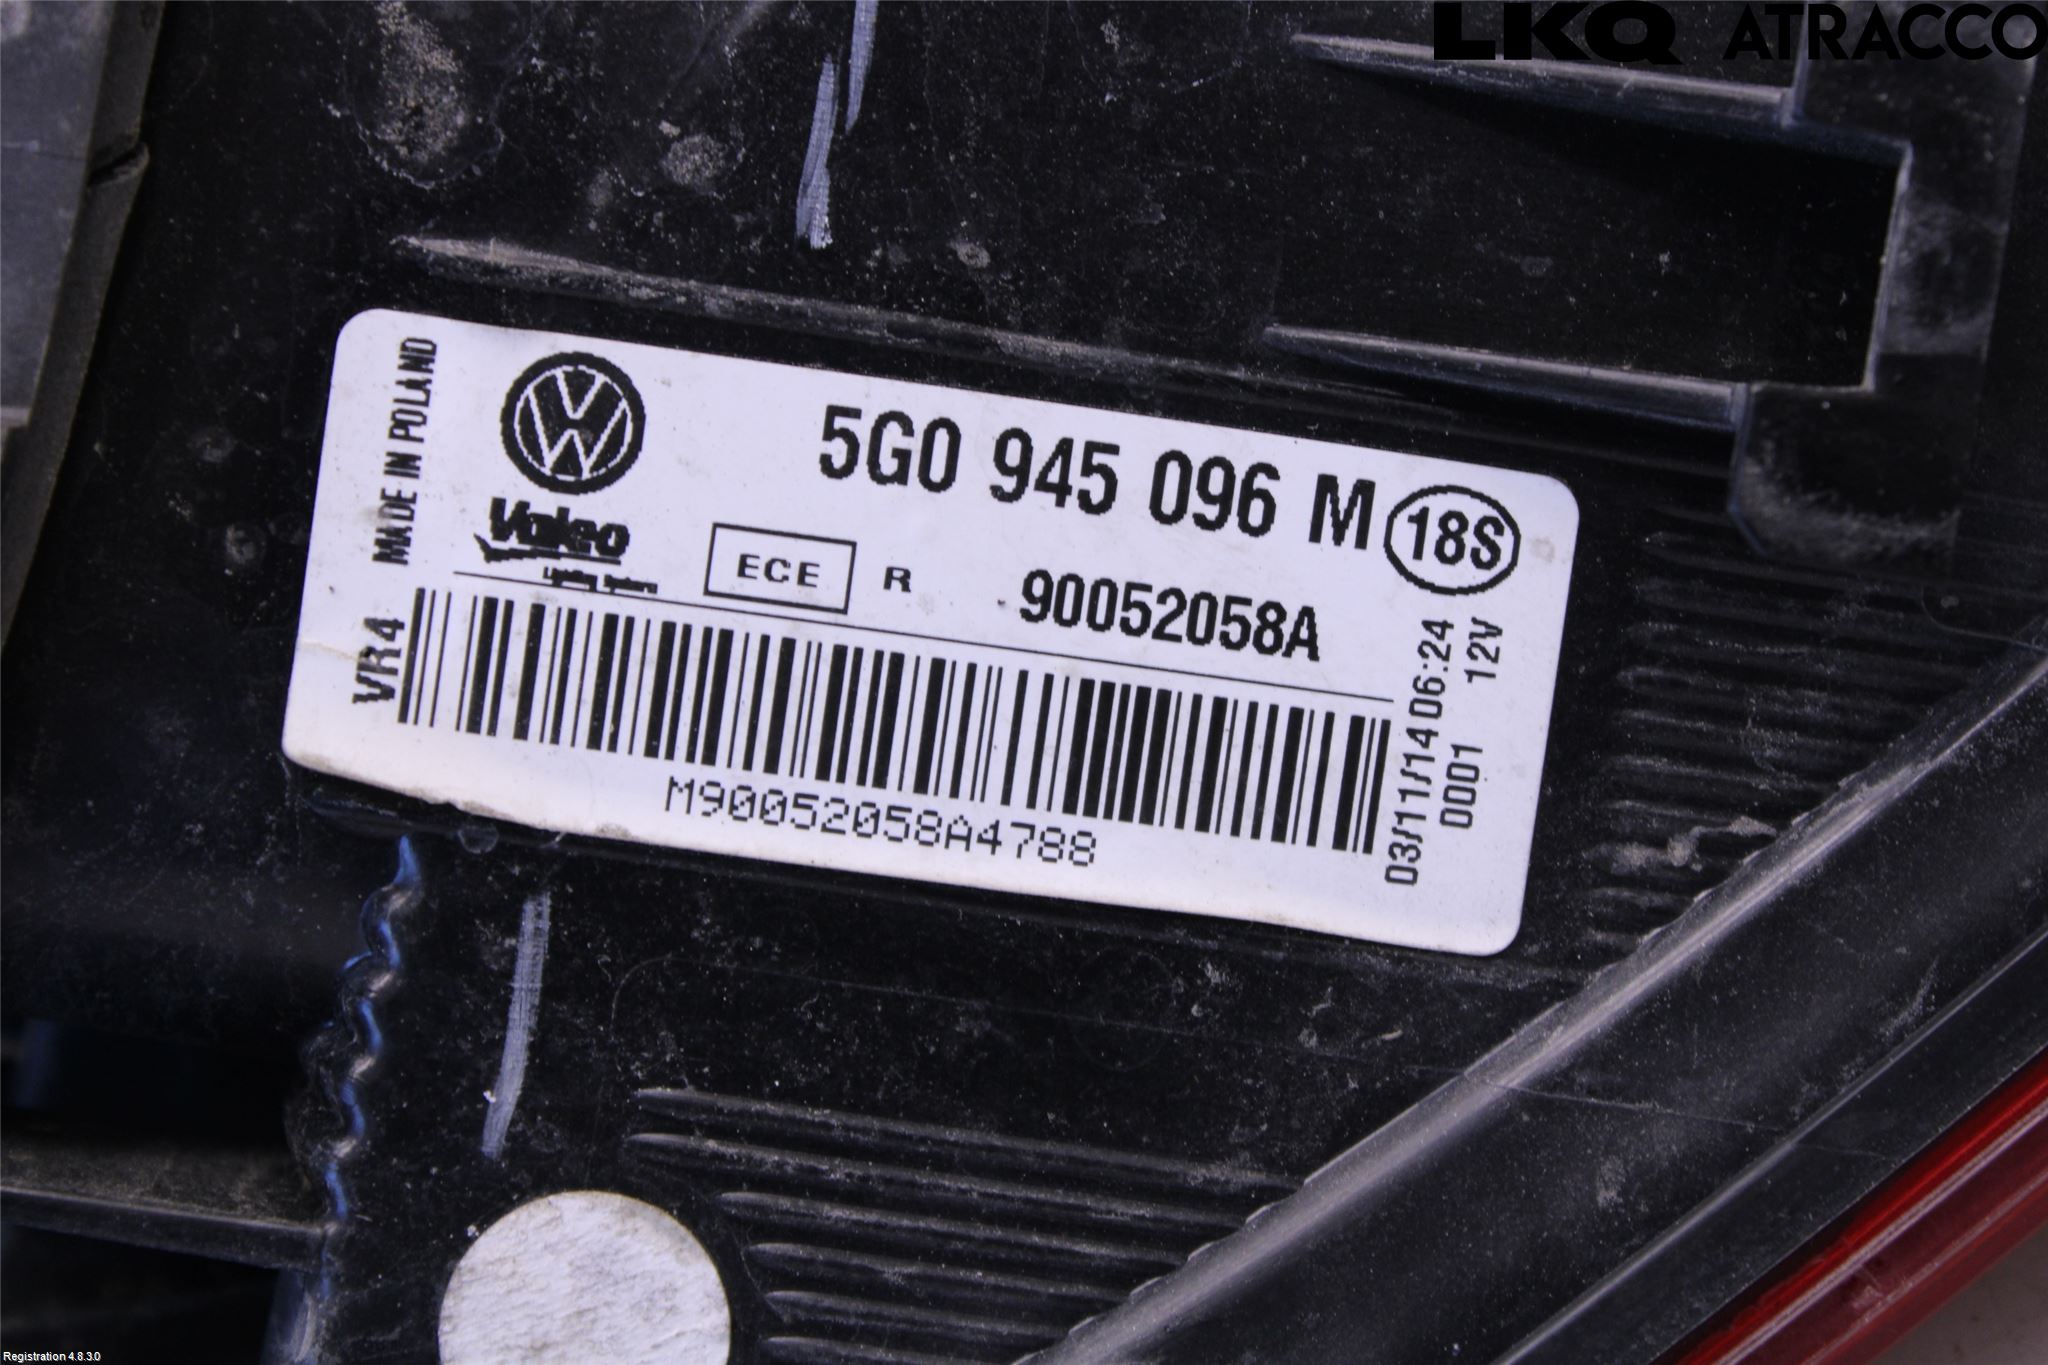 LKQ ATRACCO
MADE IN POLAND
VR4
5G0 945 096 M
18S
Valeo
Lighting Systems
ECE R 90052058A
M90052058A4788
03/11/14 06:24
0001 12V
Registration 4.8.3.0